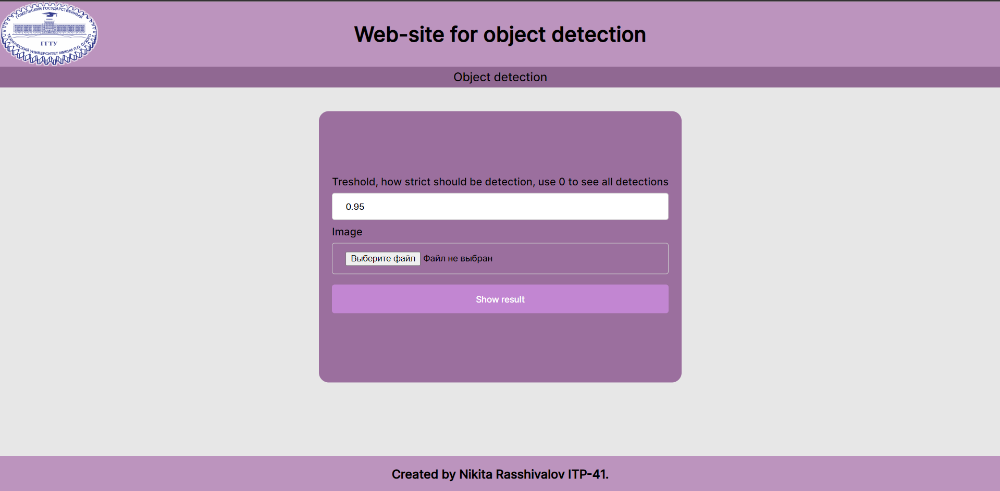 ГОМЕЛЬСКИЙ ГОСУДАРСТВЕННЫЙ
ГГТУ
ТЕХНИЧЕСКИЙ УНИВЕРСИТЕТ ИМЕНИ П.О. СУХОГО
Web-site for object detection
Object detection
Treshold, how strict should be detection, use 0 to see all detections
0.95
Image
Выберите файл Файл не выбран
Show result
Created by Nikita Rasshivalov ITP-41.